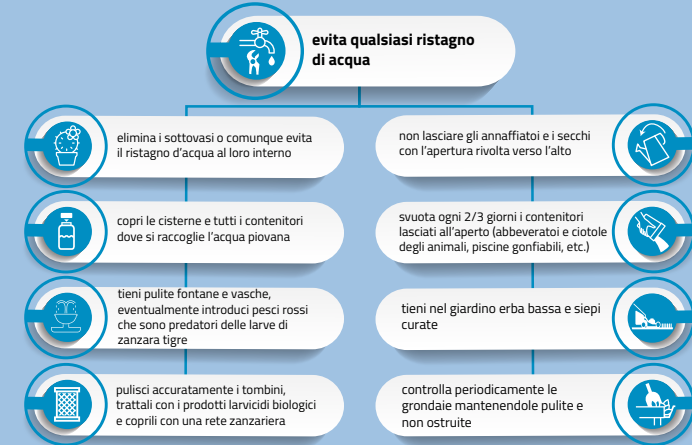 evita qualsiasi ristagno
di acqua
elimina i sottovasi o comunque evita
il ristagno d'acqua al loro interno
copri le cisterne e tutti i contenitori
dove si raccoglie l'acqua piovana
tieni pulite fontane e vasche,
eventualmente introduci pesci rossi
che sono predatori delle larve di
zanzara tigre
pulisci accuratamente i tombini,
trattali con i prodotti larvicidi biologici
e coprili con una rete zanzariera
non lasciare gli annaffiatoi e i secchi
con l'apertura rivolta verso l'alto
svuota ogni 2/3 giorni i contenitori
lasciati all'aperto (abbeveratoi e ciotole
degli animali, piscine gonfiabili, etc.)
tieni nel giardino erba bassa e siepi
curate
controlla periodicamente le
grondaie mantenendole pulite e
non ostruite